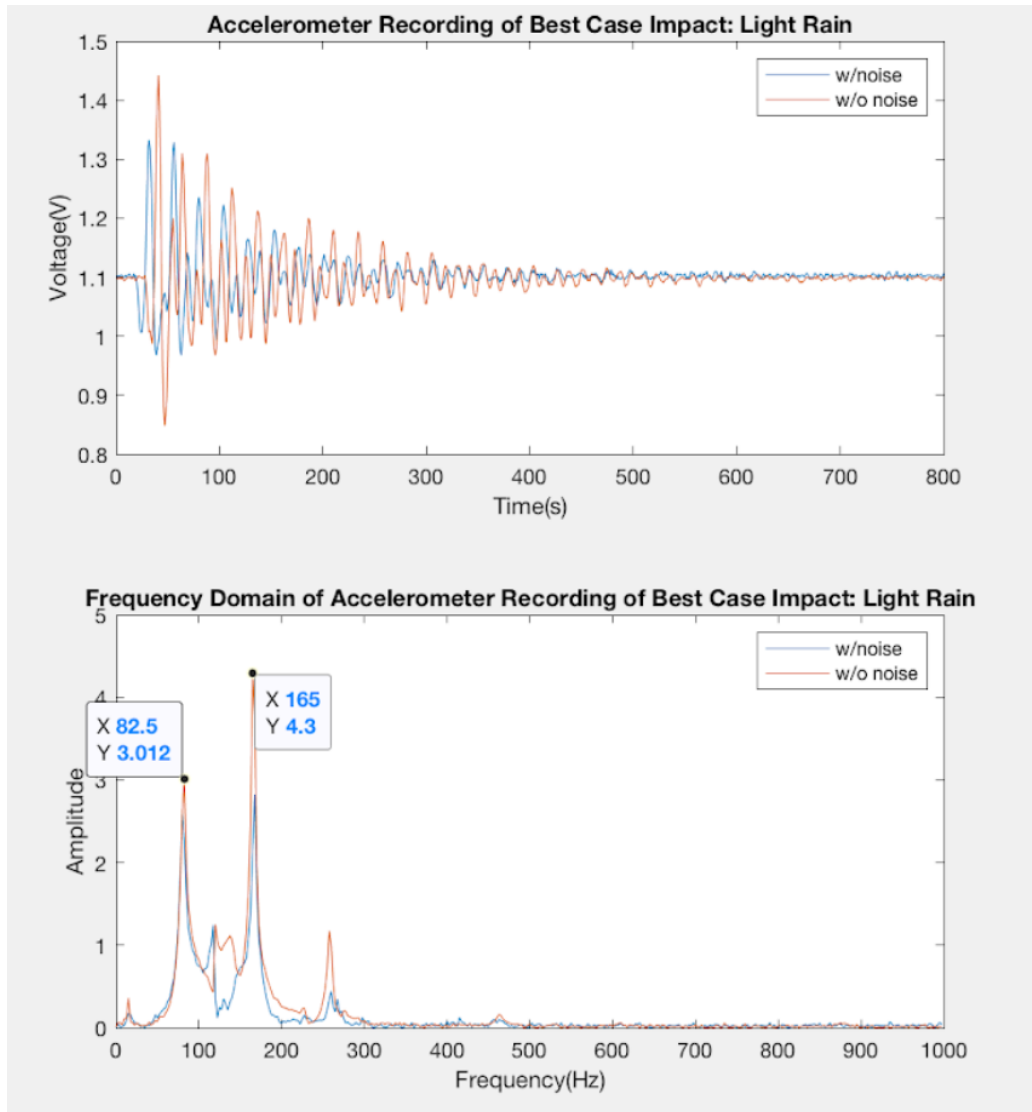 Accelerometer Recording of Best Case Impact: Light Rain
1.5
1.4
1.3
1.2
1.1
1
0.9
0.8
Voltage(V)
w/noise
w/o noise
0 100 200 300 400 500 600 700 800
Time(s)
Frequency Domain of Accelerometer Recording of Best Case Impact: Light Rain
5
4
3
2
1
0
Amplitude
w/noise
w/o noise
X 165
Y 4.3
X 82.5
Y 3.012
0 100 200 300 400 500 600 700 800 900 1000
Frequency(Hz)